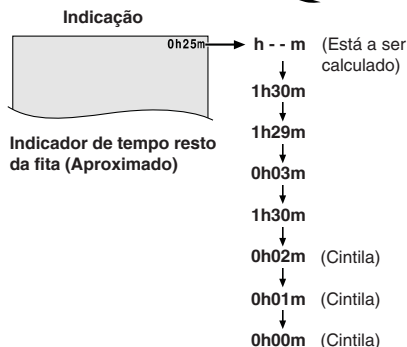 Indicação
0h25m
h - - m (Está a ser
calculado)
1h30m
1h29m
0h03m
1h30m
0h02m (Cintila)
0h01m (Cintila)
0h00m (Cintila)
Indicador de tempo resto
da fita (Aproximado)